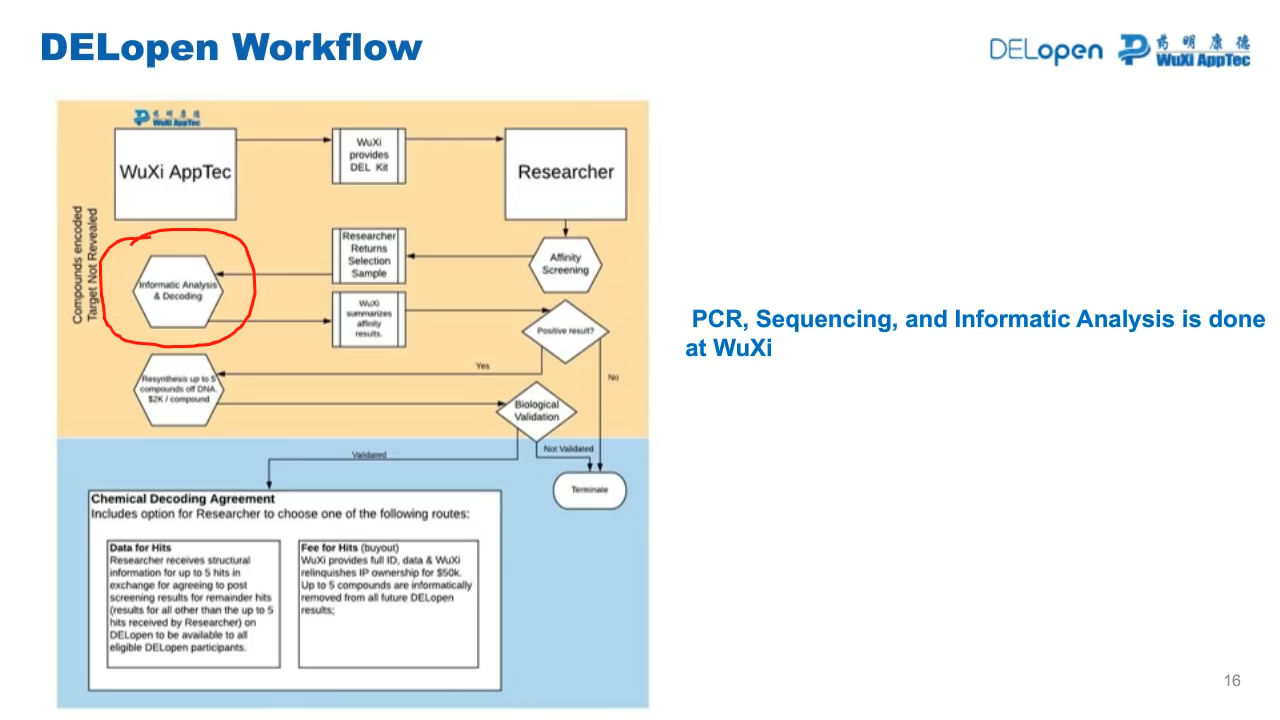 DELopen Workflow
DELopen
药明康德
WuXi AppTec
药明康德
WuXi AppTec
WuXi AppTec
WuXi
provides
DEL Kit
Researcher
Compounds encoded
Target Not Revealed
Researcher
Returns
Selection
Sample
Affinity
Screening
Informatic Analysis
& Decoding
WuXi
summarizes
affinity
results.
Positive result?
PCR, Sequencing, and Informatic Analysis is done
at WuXi
Yes
No
Resynthesis up to 5
compounds off DNA.
$2K / compound
Biological
Validation
Not Validated
Validated
Terminate
Chemical Decoding Agreement
Includes option for Researcher to choose one of the following routes:
Data for Hits
Researcher receives structural
information for up to 5 hits in
exchange for agreeing to post
screening results for remainder hits
(results for all other than the up to 5
hits received by Researcher) on
DELopen to be available to all
eligible DELopen participants.
Fee for Hits (buyout)
WuXi provides full ID, data & WuXi
relinquishes IP ownership for $50k.
Up to 5 compounds are informatically
removed from all future DELopen
results;
16